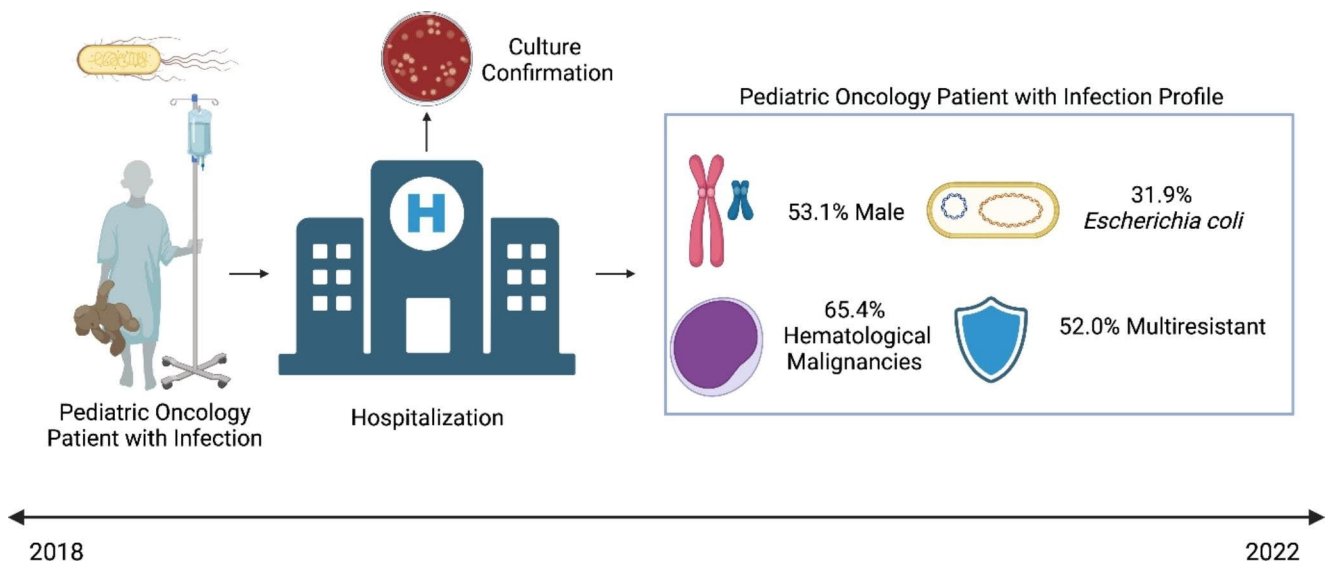 Culture
Confirmation
Pediatric Oncology
Patient with Infection
H
Hospitalization
Pediatric Oncology Patient with Infection Profile
53.1% Male
31.9%
Escherichia coli
65.4%
Hematological
Malignancies
52.0% Multiresistant
2018
2022